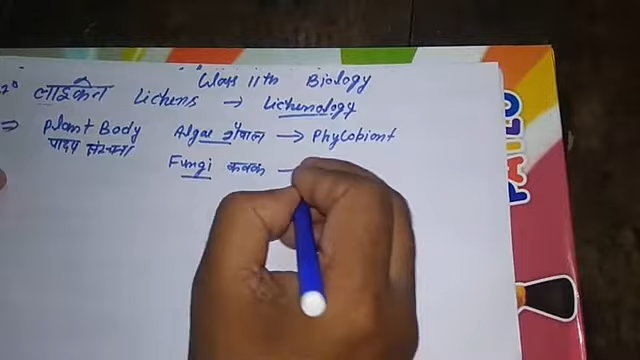 Class 11th Biology
लाइकेन Lichens → Lichenology
⇒ Plant Body Algae शैवाल → Phycobiont
पादप संरचना
Fungi कवक —